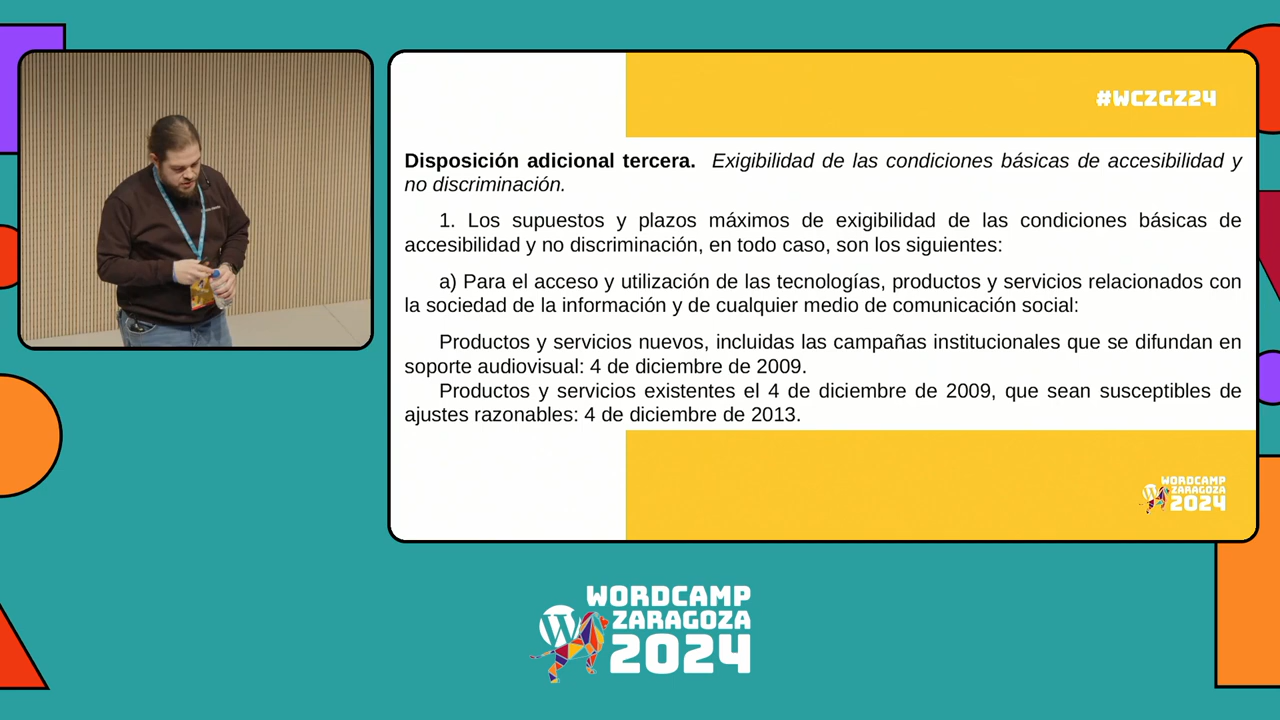 #WCZGZ24
Disposición adicional tercera. Exigibilidad de las condiciones básicas de accesibilidad y
no discriminación.
1. Los supuestos y plazos máximos de exigibilidad de las condiciones básicas de
accesibilidad y no discriminación, en todo caso, son los siguientes:
a) Para el acceso y utilización de las tecnologías, productos y servicios relacionados con
la sociedad de la información y de cualquier medio de comunicación social:
Productos y servicios nuevos, incluidas las campañas institucionales que se difundan en
soporte audiovisual: 4 de diciembre de 2009.
Productos y servicios existentes el 4 de diciembre de 2009, que sean susceptibles de
ajustes razonables: 4 de diciembre de 2013.
WORDCAMP
ZARAGOZA
2024
WORDCAMP
ZARAGOZA
2024